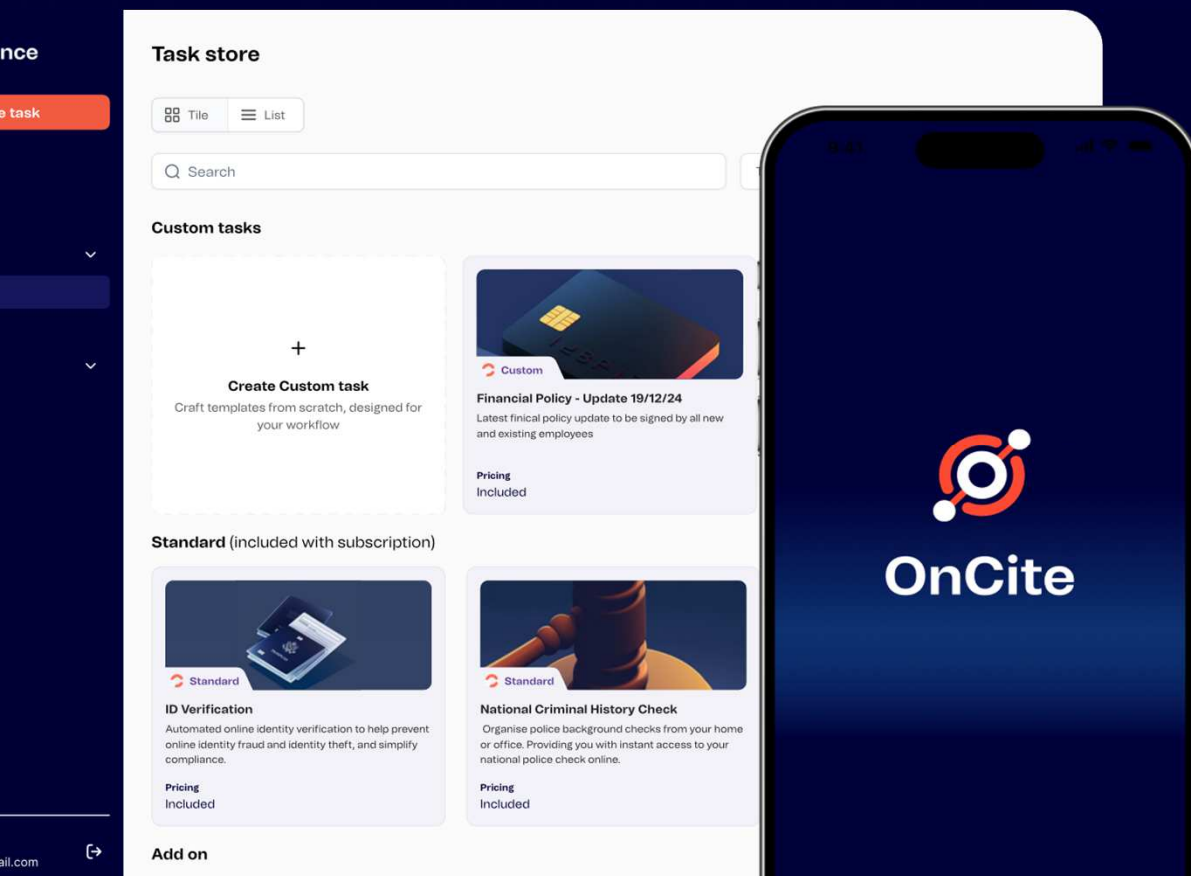 nce
e task
ail.com
Task store
Tile
List
Search
Custom tasks
Create Custom task
Craft templates from scratch, designed for
your workflow
Custom
Financial Policy - Update 19/12/24
Latest finical policy update to be signed by all new
and existing employees
Pricing
Included
Standard (included with subscription)
Standard
ID Verification
Automated online identity verification to help prevent
online identity fraud and identity theft, and simplify
compliance.
Pricing
Included
Standard
National Criminal History Check
Organise police background checks from your home
or office. Providing you with instant access to your
national police check online.
Pricing
Included
Add on
9:41
OnCite